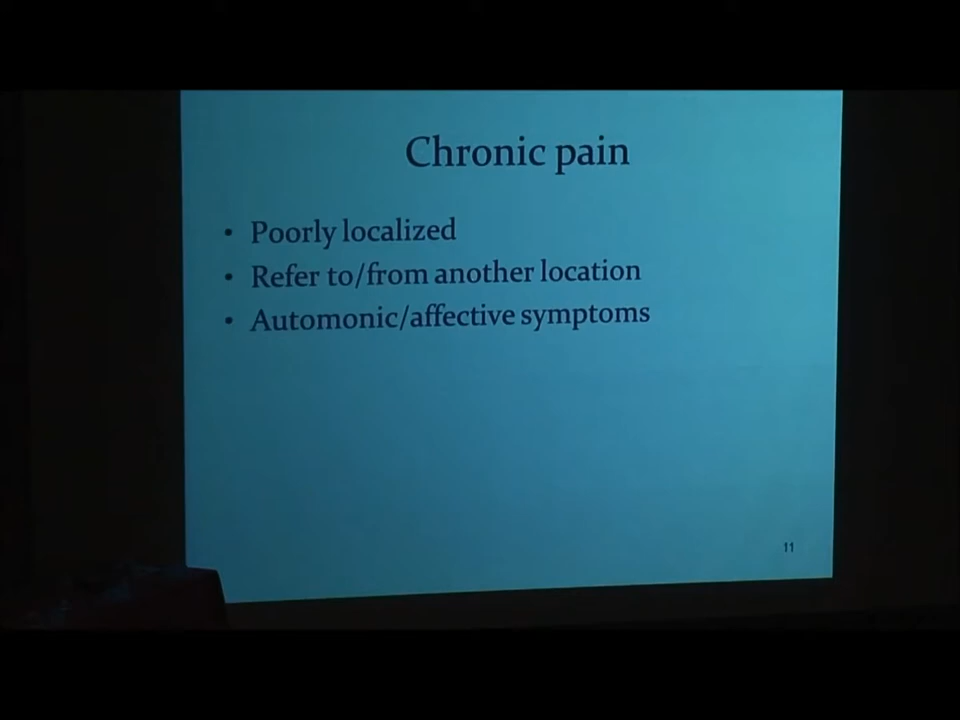 Chronic pain
• Poorly localized
• Refer to/from another location
• Automonic/affective symptoms
11